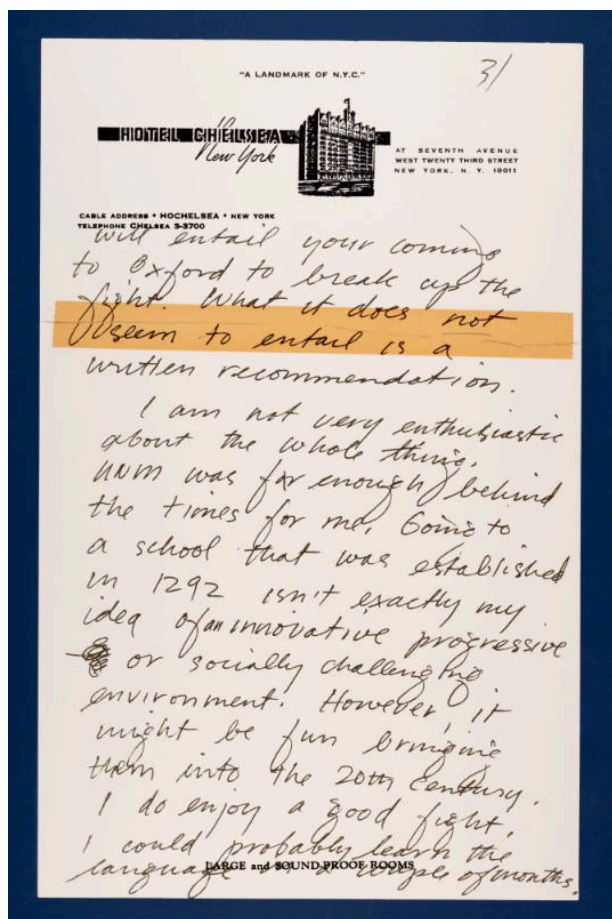 "A LANDMARK OF N.Y.C."
3/
HOTEL CHELSEA
New York
AT SEVENTH AVENUE
WEST TWENTY THIRD STREET
NEW YORK, N. Y. 10011
CABLE ADDRESS • HOCHELSEA • NEW YORK
TELEPHONE CHELSEA 3-3700
will entail your coming
to Oxford to break up the
fight. What it does not
seem to entail is a
written recommendation.
I am not very enthusiastic
about the whole thing.
UNM was far enough behind
the times for me. Going to
a school that was established
in 1292 isn't exactly my
idea of an innovative progressive
or socially challenging
environment. However, it
might be fun bringing
them into the 20th Century.
I do enjoy a good fight.
I could probably learn the
language in a couple of months.
LARGE and SOUND-PROOF ROOMS